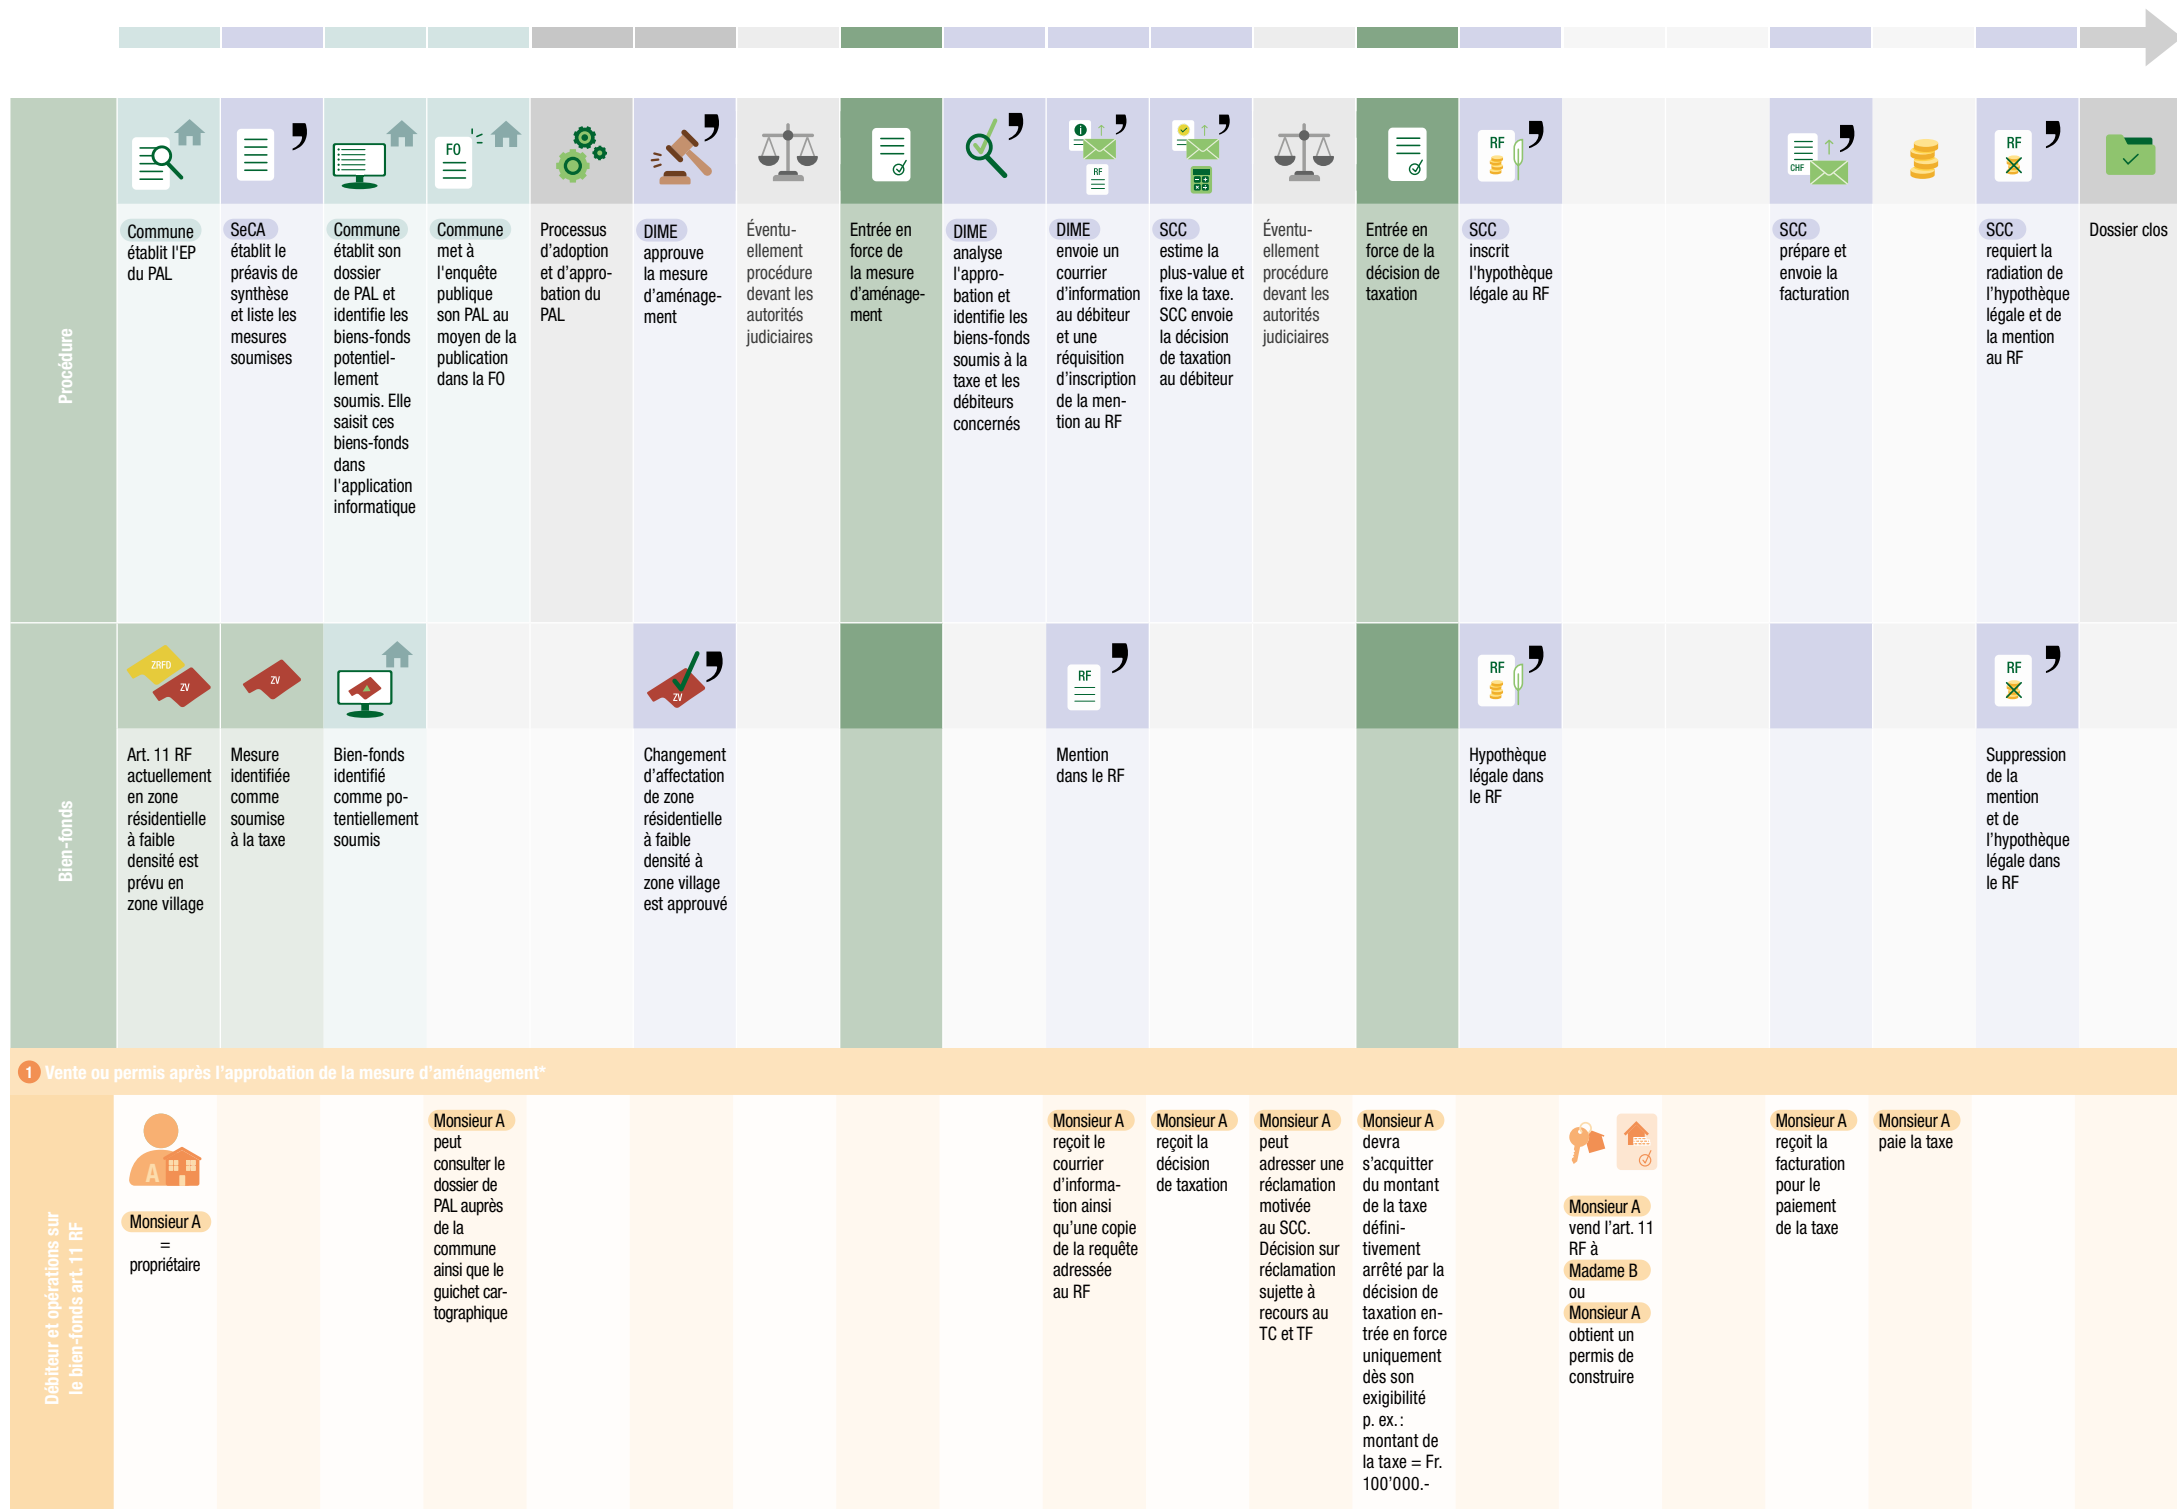 FO
RF
RF
CHF
RF
Procédure
Commune
établit l'EP
du PAL
SeCA
établit le
préavis de
synthèse
et liste les
mesures
soumises
Commune
établit son
dossier
de PAL et
identifie les
biens-fonds
potentiel-
lement
soumis. Elle
saisit ces
biens-fonds
dans
l'application
informatique
Commune
met à
l'enquête
publique
son PAL au
moyen de la
publication
dans la FO
Processus
d'adoption
et d'appro-
bation du
PAL
DIME
approuve
la mesure
d'aménage-
ment
Éventu-
ellement
procédure
devant les
autorités
judiciaires
Entrée en
force de
la mesure
d'aménage-
ment
DIME
analyse
l'appro-
bation et
identifie les
biens-fonds
soumis à la
taxe et les
débiteurs
concernés
DIME
envoie un
courrier
d'information
au débiteur
et une
réquisition
d'inscription
de la men-
tion au RF
SCC
estime la
plus-value et
fixe la taxe.
SCC envoie
la décision
de taxation
au débiteur
Éventu-
ellement
procédure
devant les
autorités
judiciaires
Entrée en
force de la
décision de
taxation
SCC
inscrit
l'hypothèque
légale au RF
SCC
prépare et
envoie la
facturation
SCC
requiert la
radiation de
l'hypothèque
légale et de
la mention
au RF
Dossier clos
Bien-fonds
ZRFD
ZV
ZV
ZV
RF
RF
RF
Art. 11 RF
actuellement
en zone
résidentielle
à faible
densité est
prévu en
zone village
Mesure
identifiée
comme
soumise
à la taxe
Bien-fonds
identifié
comme po-
tentiellement
soumis
Changement
d'affectation
de zone
résidentielle
à faible
densité à
zone village
est approuvé
Mention
dans le RF
Hypothèque
légale dans
le RF
Suppression
de la
mention
et de
l'hypothèque
légale dans
le RF
1 Vente ou permis après l'approbation de la mesure d'aménagement*
Débiteur et opérations sur
le bien-fonds art. 11 RF
A
Monsieur A
=
propriétaire
Monsieur A
peut
consulter le
dossier de
PAL auprès
de la
commune
ainsi que le
guichet car-
tographique
Monsieur A
reçoit le
courrier
d'informa-
tion ainsi
qu'une copie
de la requête
adressée
au RF
Monsieur A
reçoit la
décision
de taxation
Monsieur A
peut
adresser une
réclamation
motivée
au SCC.
Décision sur
réclamation
sujette à
recours au
TC et TF
Monsieur A
devra
s'acquitter
du montant
de la taxe
défini-
tivement
arrêté par la
décision de
taxation en-
trée en force
uniquement
dès son
exigibilité
p. ex. :
montant de
la taxe = Fr.
100'000.-
Monsieur A
vend l'art. 11
RF à
Madame B
ou
Monsieur A
obtient un
permis de
construire
Monsieur A
reçoit la
facturation
pour le
paiement
de la taxe
Monsieur A
paie la taxe